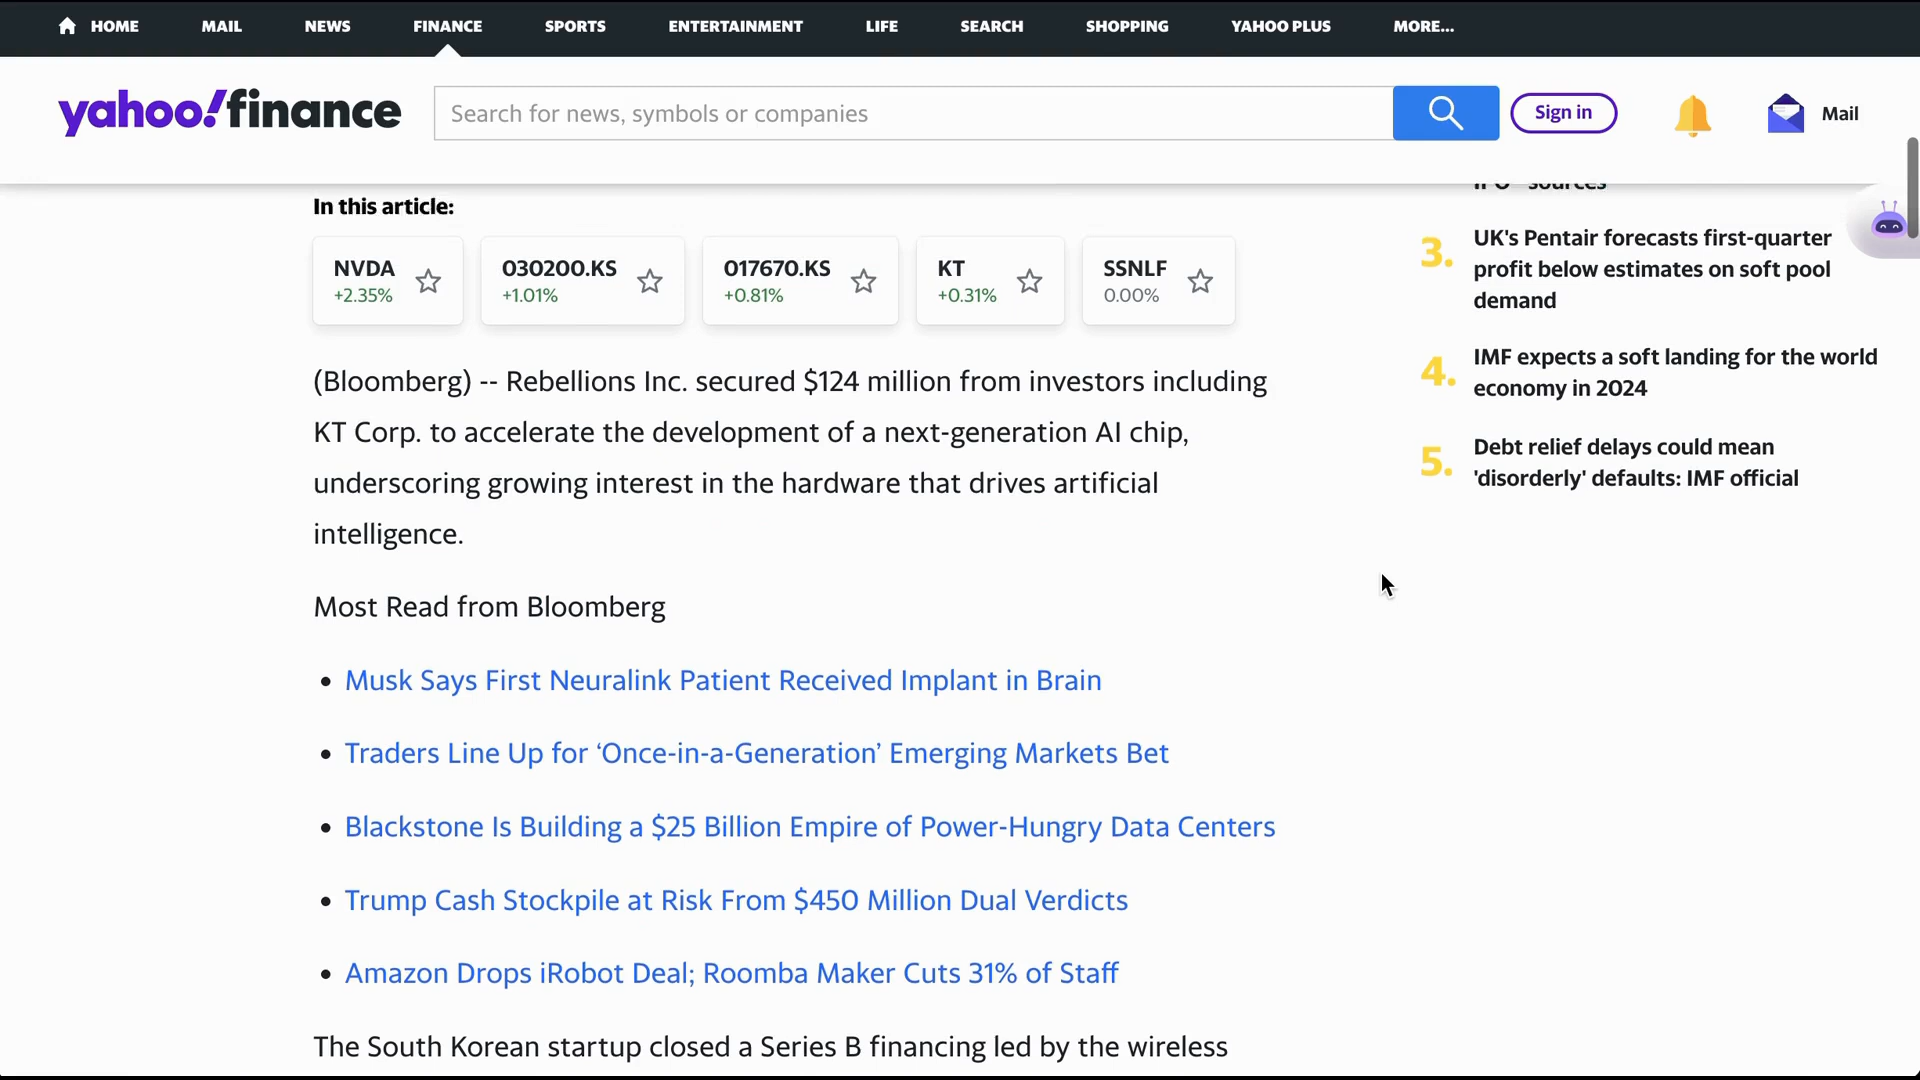 HOME MAIL NEWS FINANCE SPORTS ENTERTAINMENT LIFE SEARCH SHOPPING YAHOO PLUS MORE...
yahoo!finance Search for news, symbols or companies Sign in Mail
In this article:
NVDA 030200.KS 017670.KS KT SSNLF
+2.35% +1.01% +0.81% +0.31% 0.00%
(Bloomberg) -- Rebellions Inc. secured $124 million from investors including
KT Corp. to accelerate the development of a next-generation AI chip,
underscoring growing interest in the hardware that drives artificial
intelligence.
Most Read from Bloomberg
• Musk Says First Neuralink Patient Received Implant in Brain
• Traders Line Up for ‘Once-in-a-Generation’ Emerging Markets Bet
• Blackstone Is Building a $25 Billion Empire of Power-Hungry Data Centers
• Trump Cash Stockpile at Risk From $450 Million Dual Verdicts
• Amazon Drops iRobot Deal; Roomba Maker Cuts 31% of Staff
The South Korean startup closed a Series B financing led by the wireless
3. UK's Pentair forecasts first-quarter
profit below estimates on soft pool
demand
4. IMF expects a soft landing for the world
economy in 2024
5. Debt relief delays could mean
'disorderly' defaults: IMF official